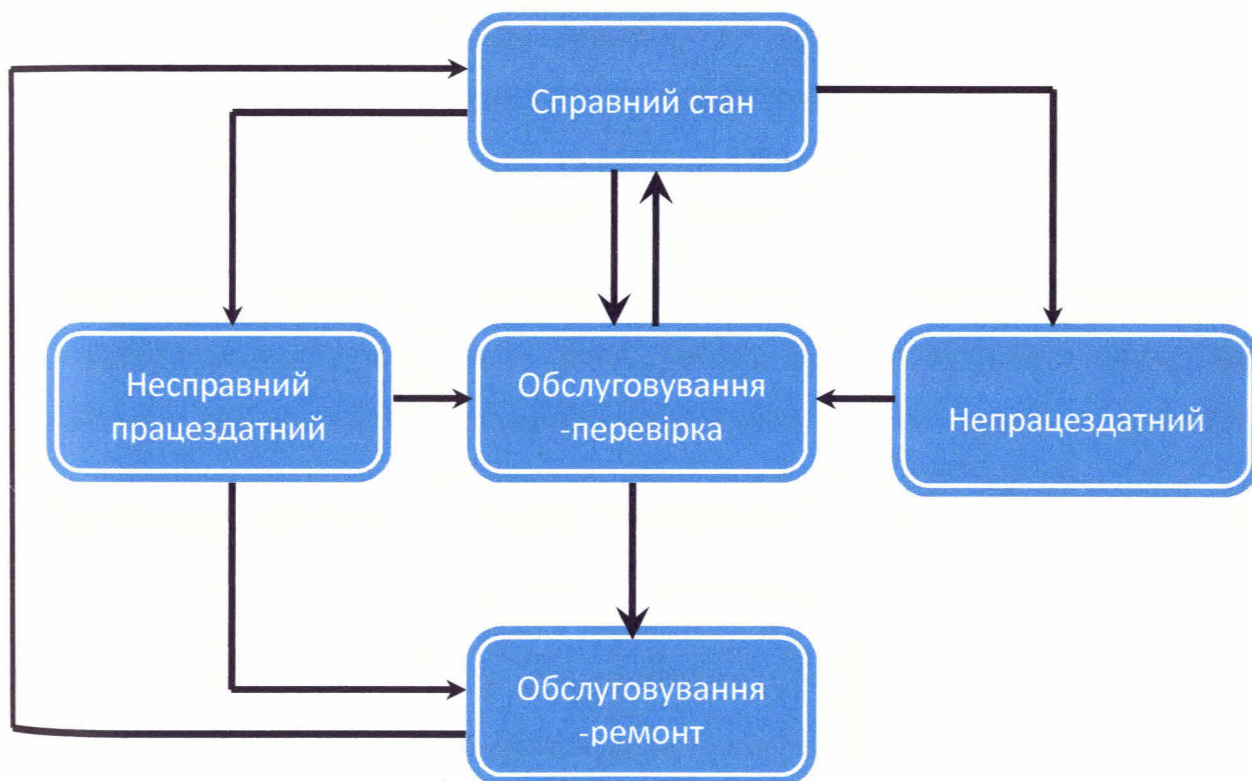 Справний стан
Несправний
працездатний
Обслуговування
-перевірка
Непрацездатний
Обслуговування
-ремонт